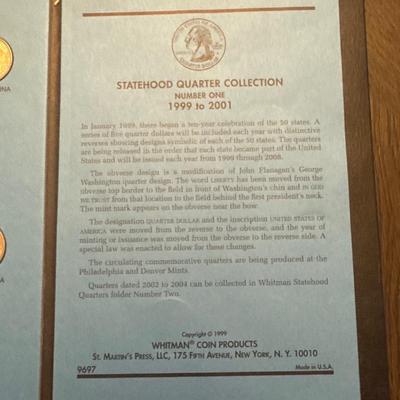 INA
STATEHOOD QUARTER COLLECTION
NUMBER ONE
1999 to 2001
In January 1999, there began a ten-year celebration of the 50 states. A
series of five quarter dollars will be included each year with distinctive
reverses showing designs symbolic of each of the 50 states. The quarters
are being released in the order that each state became part of the United
States and will be issued each year from 1999 through 2008.
The obverse design is a modification of John Flanagan's George
Washington quarter design. The word LIBERTY has been moved from the
obverse top border to the field in front of Washington's chin and IN GOD
WE TRUST from that location to the field behind the first president's neck.
The mint mark appears on the obverse near the bow.
The designation QUARTER DOLLAR and the inscription UNITED STATES OF
AMERICA were moved from the reverse to the obverse, and the year of
minting or issuance was moved from the obverse to the reverse side. A
special law was enacted to allow for these changes.
The circulating commemorative quarters are being produced at the
Philadelphia and Denver Mints.
Quarters dated 2002 to 2004 can be collected in Whitman Statehood
Quarters folder Number Two.
Copyright © 1999
WHITMAN® COIN PRODUCTS
ST. MARTIN'S PRESS, LLC, 175 FIFTH AVENUE, NEW YORK, N. Y. 10010
9697
Made in U.S.A.
A